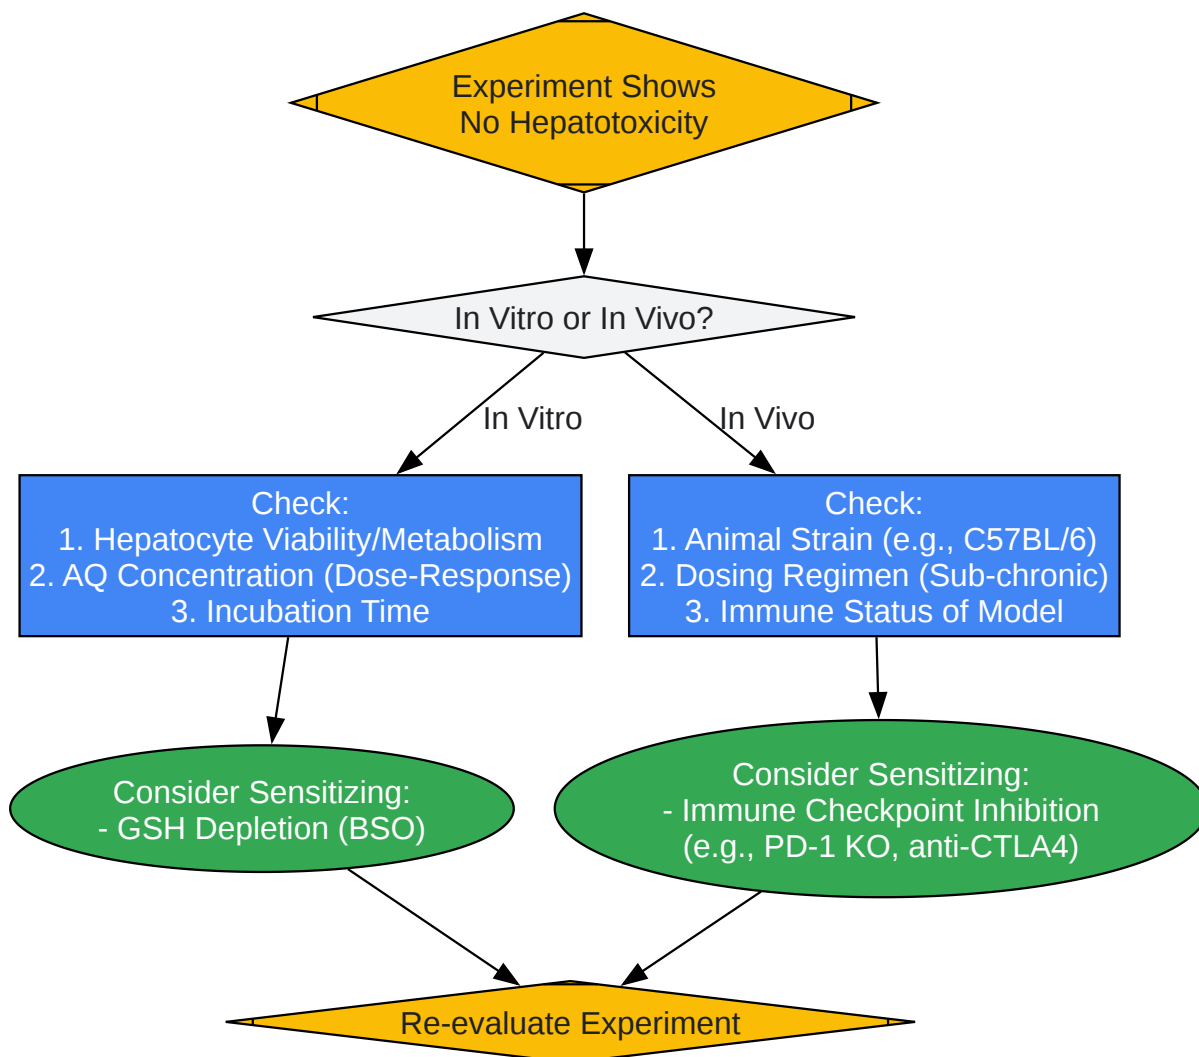 Experiment Shows
No Hepatotoxicity
In Vitro or In Vivo?
In Vitro
In Vivo
Check:
1. Hepatocyte Viability/Metabolism
2. AQ Concentration (Dose-Response)
3. Incubation Time
Check:
1. Animal Strain (e.g., C57BL/6)
2. Dosing Regimen (Sub-chronic)
3. Immune Status of Model
Consider Sensitizing:
- GSH Depletion (BSO)
Consider Sensitizing:
- Immune Checkpoint Inhibition
(e.g., PD-1 KO, anti-CTLA4)
Re-evaluate Experiment